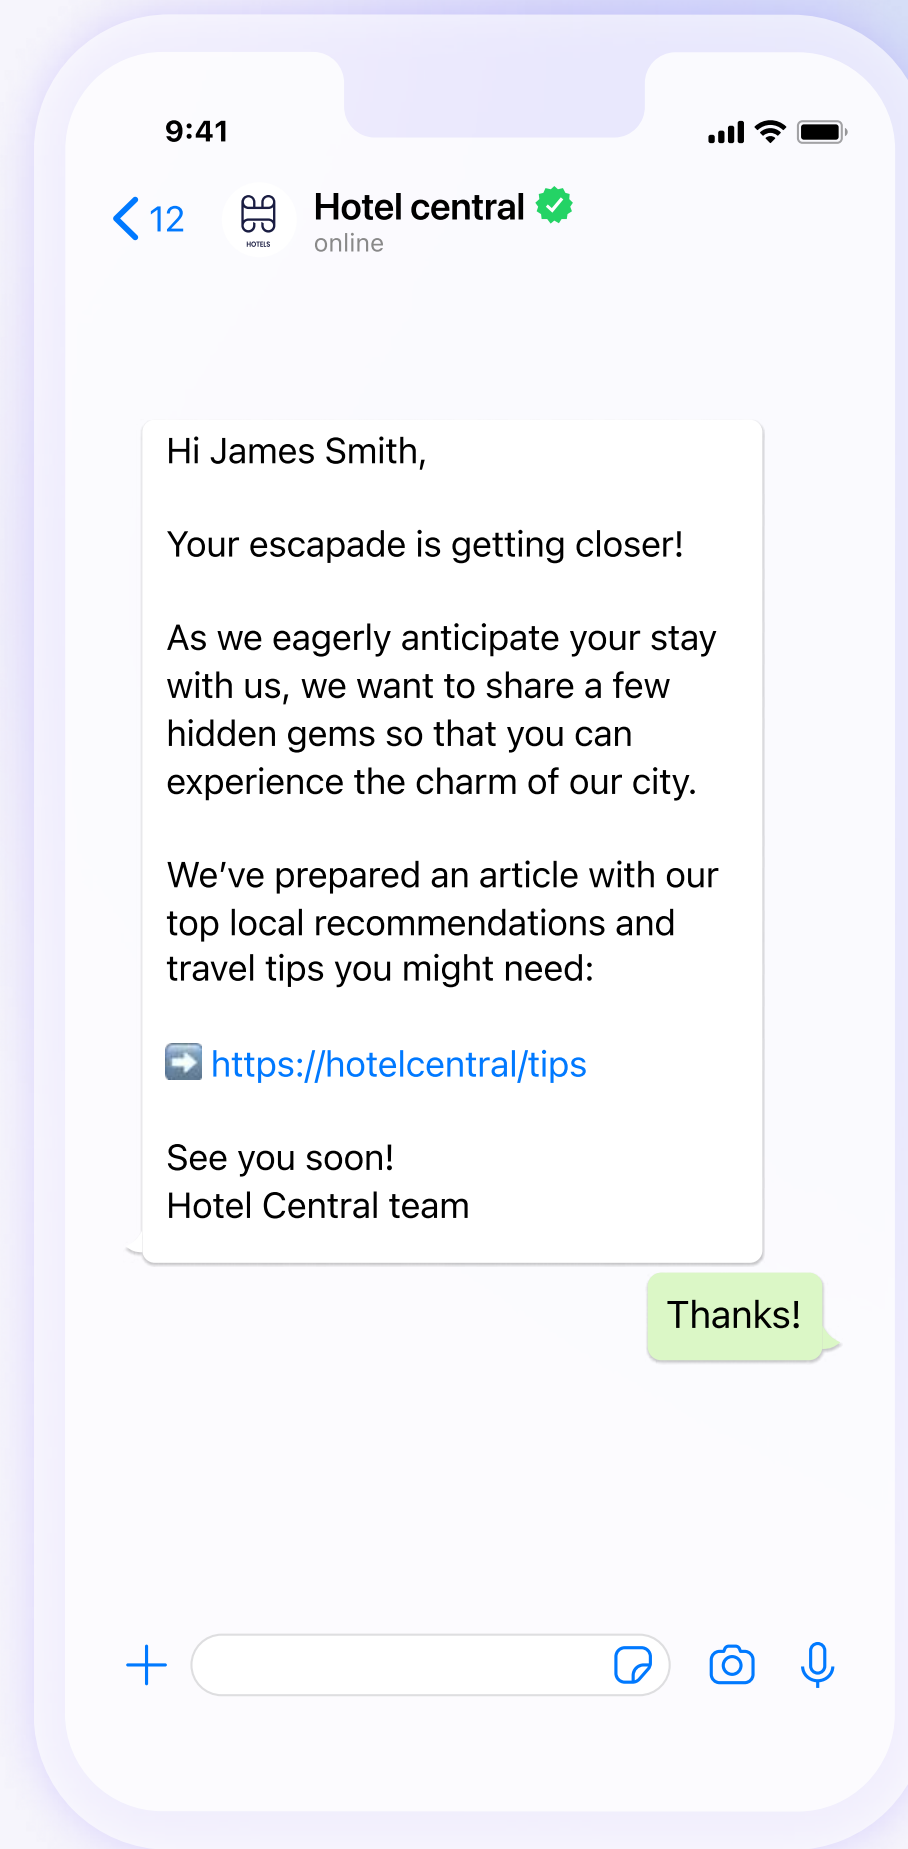 9:41
12
HOTELS
Hotel central
online
Hi James Smith,
Your escapade is getting closer!
As we eagerly anticipate your stay
with us, we want to share a few
hidden gems so that you can
experience the charm of our city.
We’ve prepared an article with our
top local recommendations and
travel tips you might need:
➡️ https://hotelcentral/tips
See you soon!
Hotel Central team
Thanks!